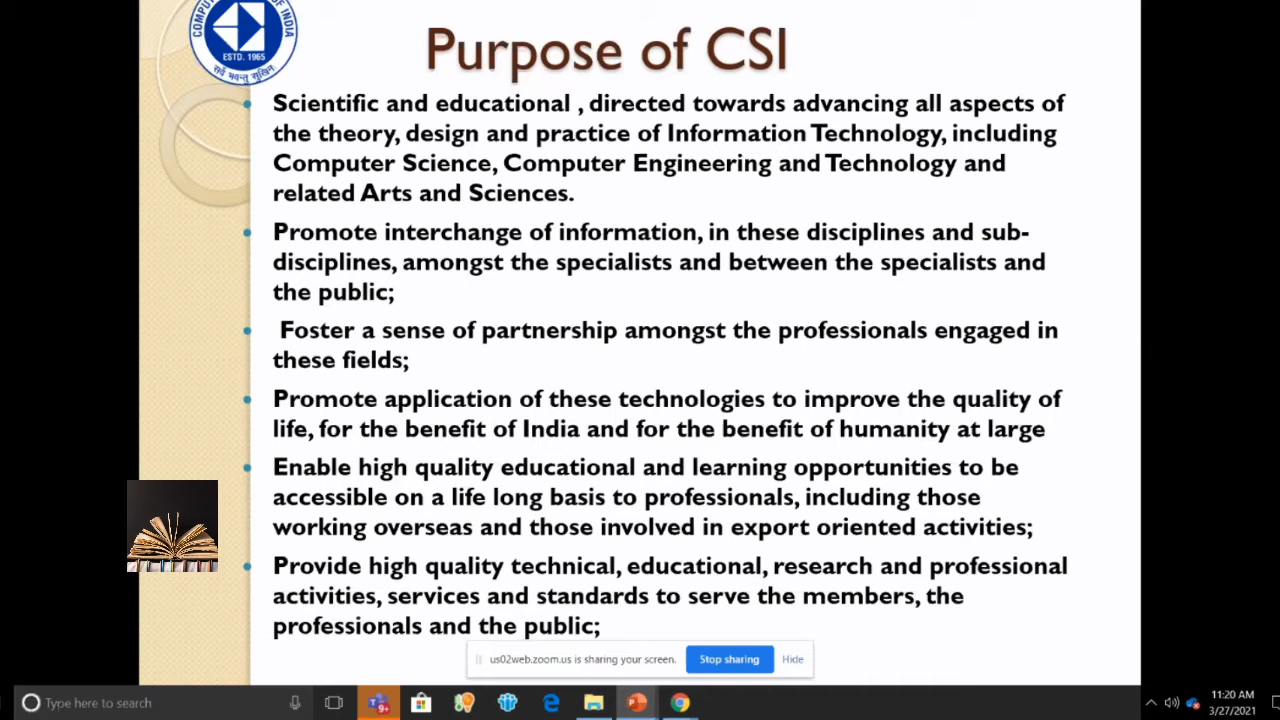 COMPUT
OF INDIA
ESTD. 1965
सर्वे भवन्तु सुखिनः
Purpose of CSI
Scientific and educational , directed towards advancing all aspects of
the theory, design and practice of Information Technology, including
Computer Science, Computer Engineering and Technology and
related Arts and Sciences.
Promote interchange of information, in these disciplines and sub-
disciplines, amongst the specialists and between the specialists and
the public;
Foster a sense of partnership amongst the professionals engaged in
these fields;
Promote application of these technologies to improve the quality of
life, for the benefit of India and for the benefit of humanity at large
Enable high quality educational and learning opportunities to be
accessible on a life long basis to professionals, including those
working overseas and those involved in export oriented activities;
Provide high quality technical, educational, research and professional
activities, services and standards to serve the members, the
professionals and the public;
us02web.zoom.us is sharing your screen. Stop sharing Hide
Type here to search
9+
11:20 AM
3/27/2021